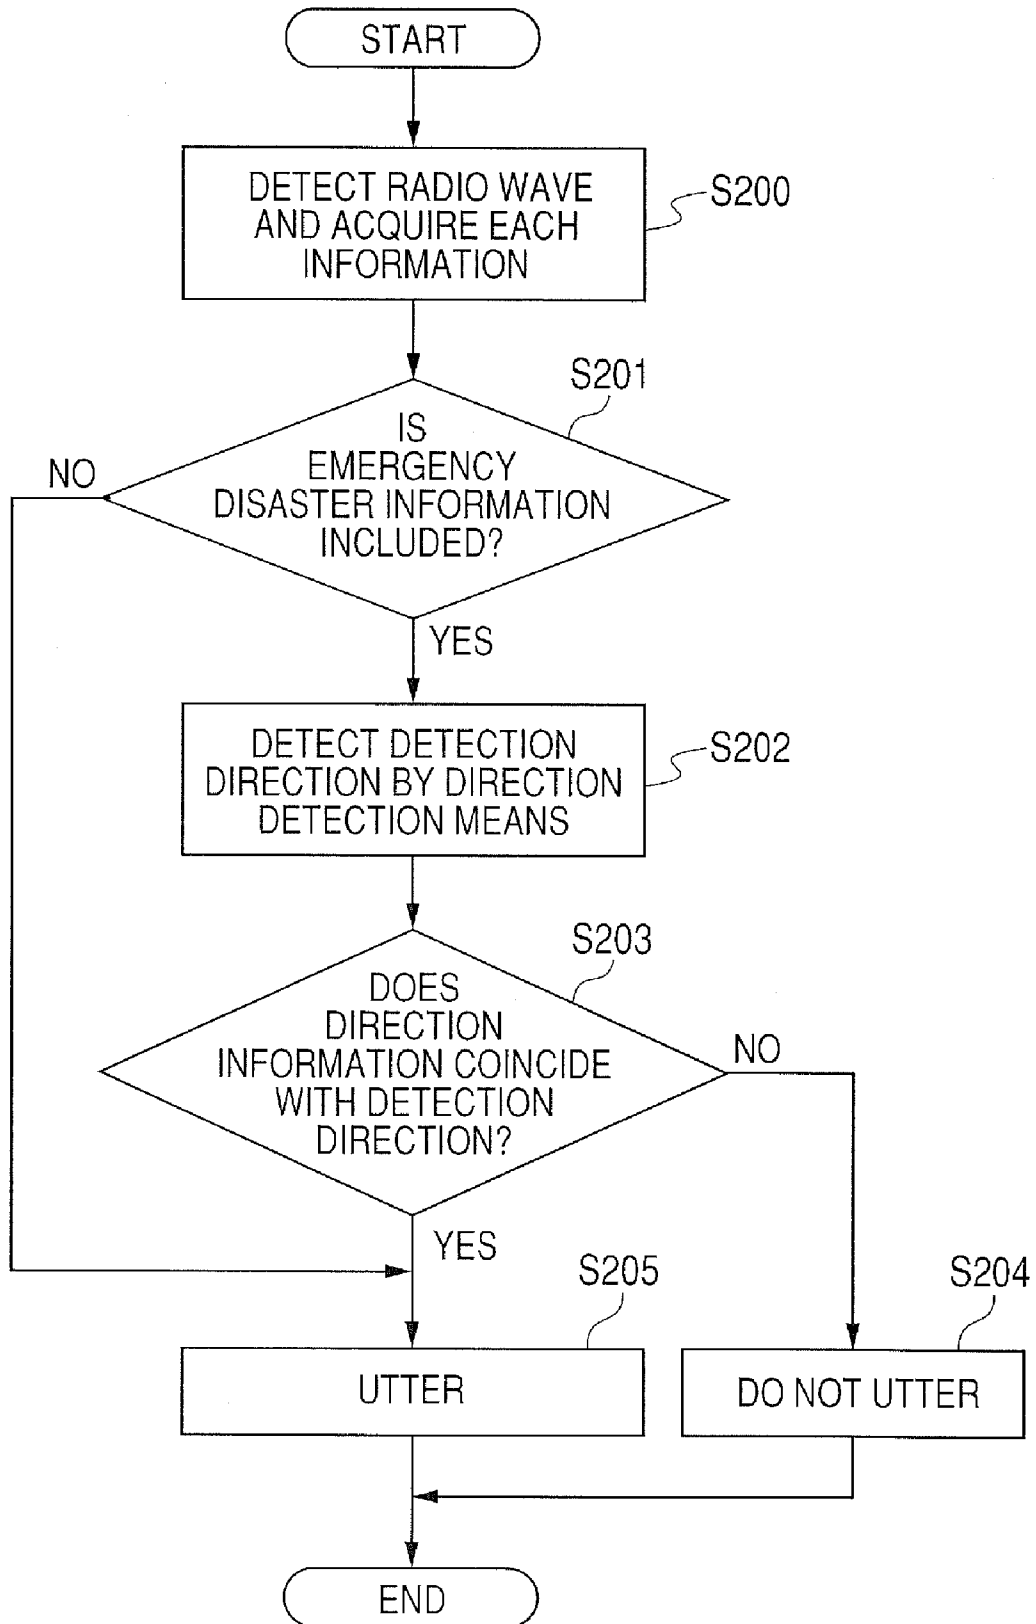 START
DETECT RADIO WAVE
AND ACQUIRE EACH
INFORMATION
S200
S201
IS
EMERGENCY
DISASTER INFORMATION
INCLUDED?
NO
YES
DETECT DETECTION
DIRECTION BY DIRECTION
DETECTION MEANS
S202
S203
DOES
DIRECTION
INFORMATION COINCIDE
WITH DETECTION
DIRECTION?
NO
YES
S205
S204
UTTER
DO NOT UTTER
END